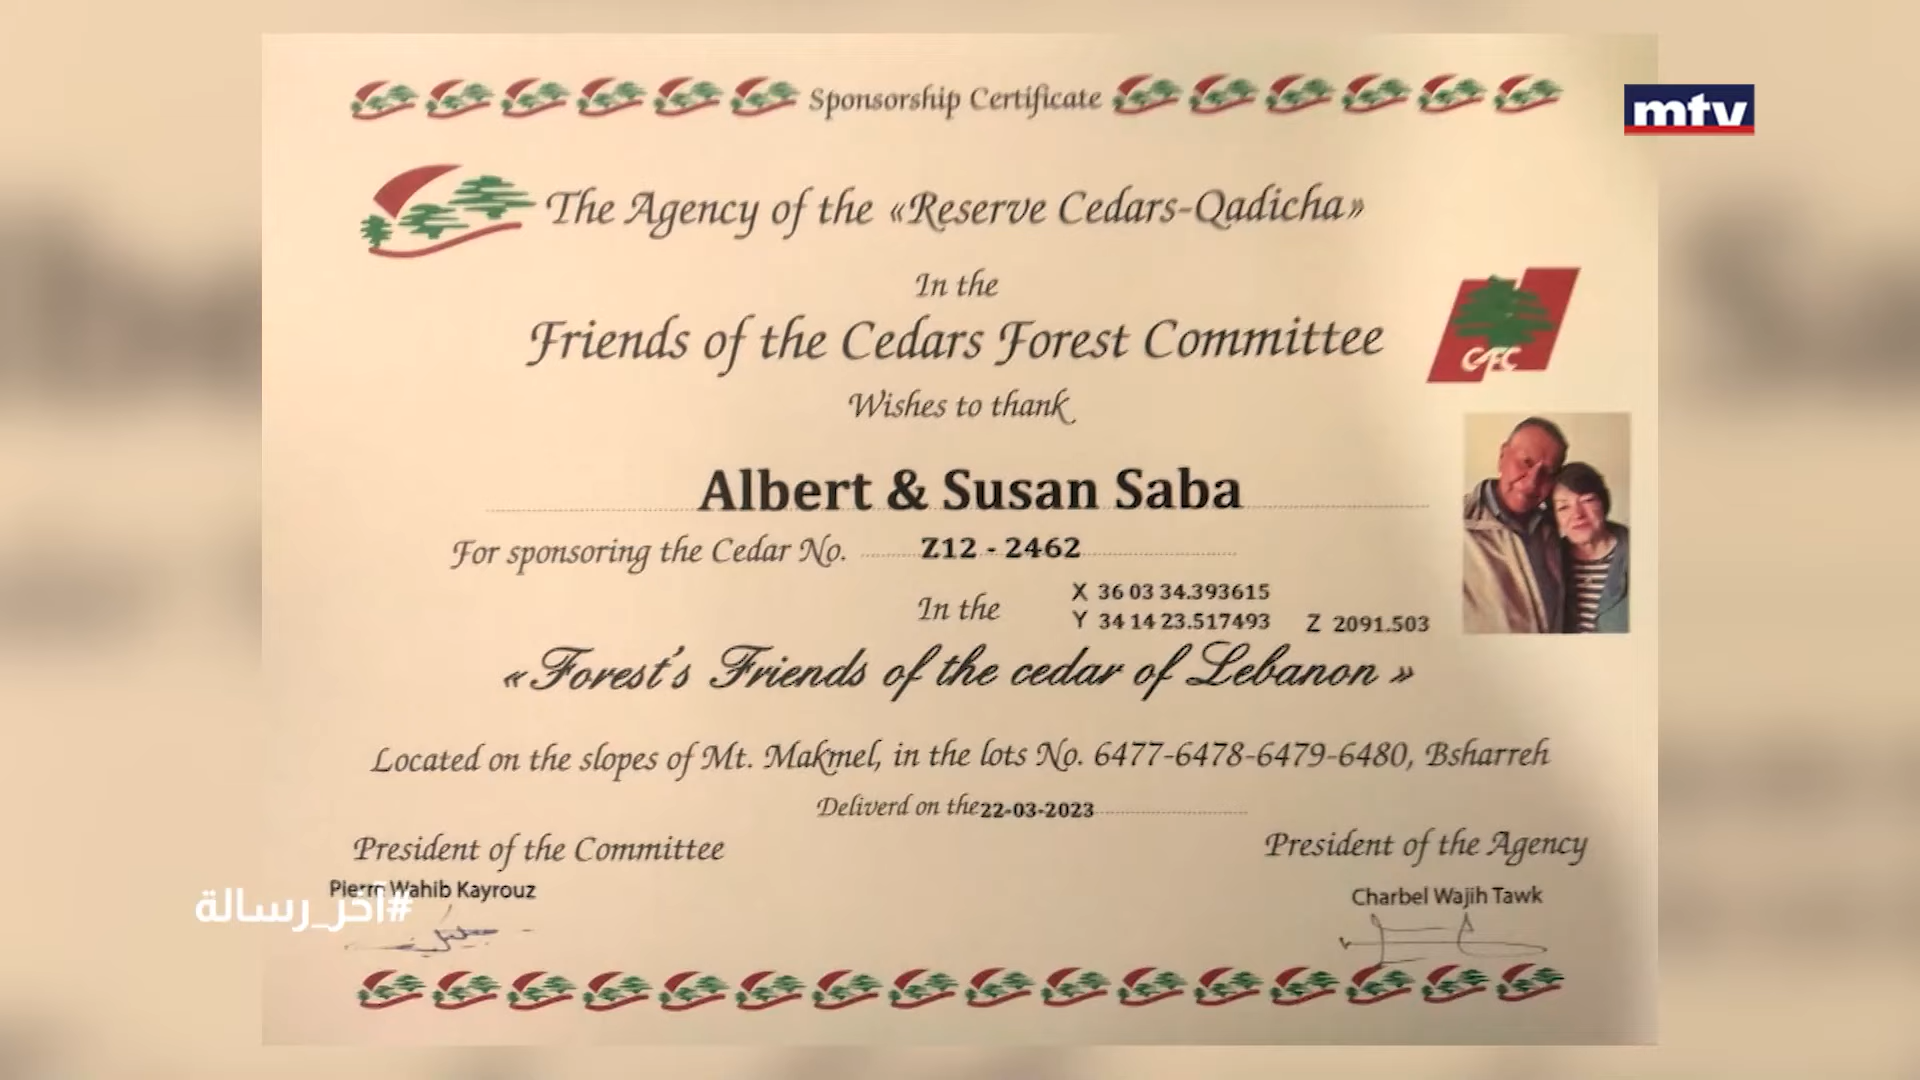 Sponsorship Certificate
mtv
The Agency of the «Reserve Cedars-Qadicha»
In the
Friends of the Cedars Forest Committee
CFC
Wishes to thank
Albert & Susan Saba
For sponsoring the Cedar No. Z12 - 2462
In the
X 36 03 34.393615
Y 34 14 23.517493 Z 2091.503
«Forest's Friends of the cedar of Lebanon »
Located on the slopes of Mt. Makmel, in the lots No. 6477-6478-6479-6480, Bsharreh
Deliverd on the 22-03-2023
President of the Committee
President of the Agency
Pierre Wahib Kayrouz
Charbel Wajih Tawk
#آخر_رسالة